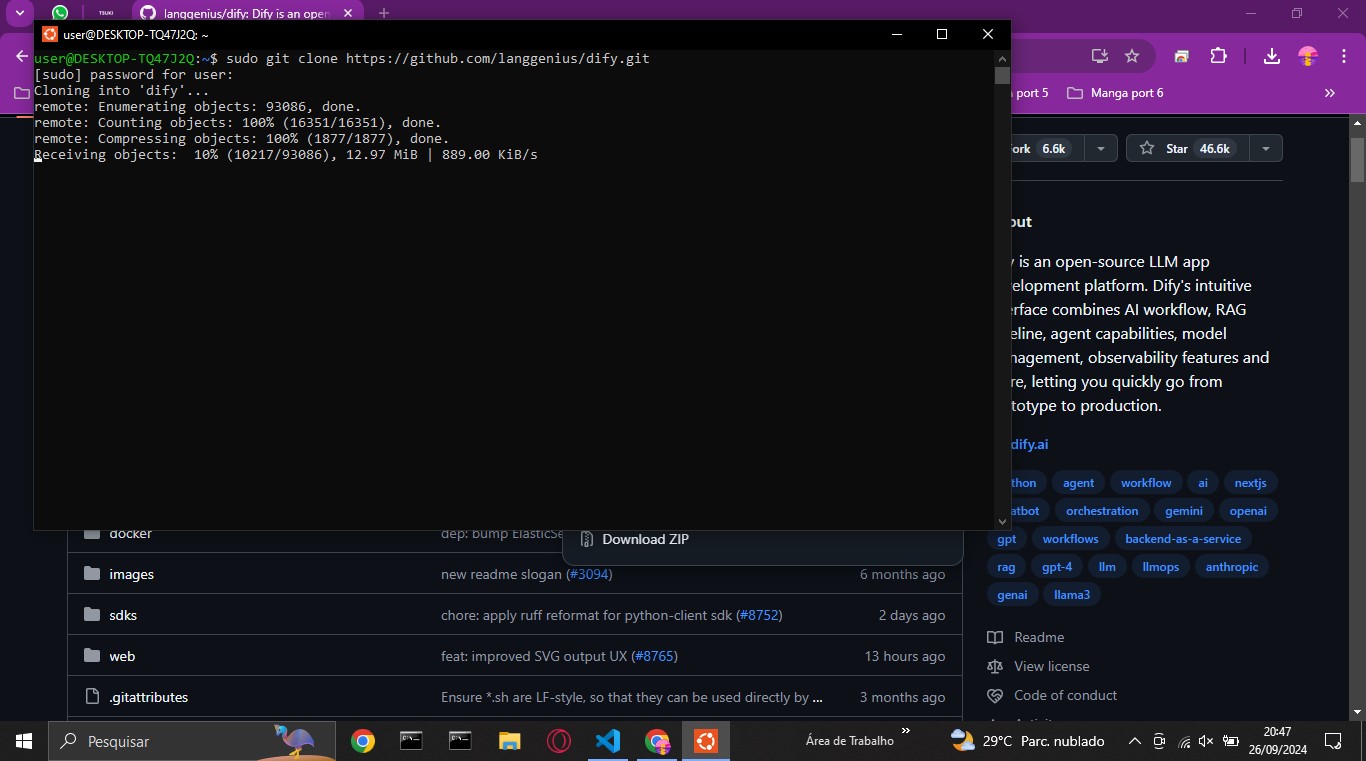 TSUKI
langgenius/dify: Dify is an open
user@DESKTOP-TQ47J2Q: ~
user@DESKTOP-TQ47J2Q:~$ sudo git clone https://github.com/langgenius/dify.git
[sudo] password for user:
Cloning into 'dify'...
remote: Enumerating objects: 93086, done.
remote: Counting objects: 100% (16351/16351), done.
remote: Compressing objects: 100% (1877/1877), done.
Receiving objects:  10% (10217/93086), 12.97 MiB | 889.00 KiB/s
port 5
Manga port 6
ork 6.6k
Star 46.6k
out
y is an open-source LLM app
velopment platform. Dify's intuitive
erface combines AI workflow, RAG
eline, agent capabilities, model
nagement, observability features and
re, letting you quickly go from
totype to production.
dify.ai
thon agent workflow ai nextjs
atbot orchestration gemini openai
gpt workflows backend-as-a-service
rag gpt-4 llm llmops anthropic
genai llama3
Readme
View license
Code of conduct
docker dep: bump ElasticSe
Download ZIP
images new readme slogan (#3094) 6 months ago
sdks chore: apply ruff reformat for python-client sdk (#8752) 2 days ago
web feat: improved SVG output UX (#8765) 13 hours ago
.gitattributes Ensure *.sh are LF-style, so that they can be used directly by ... 3 months ago
Pesquisar
Área de Trabalho
29°C Parc. nublado
20:47
26/09/2024